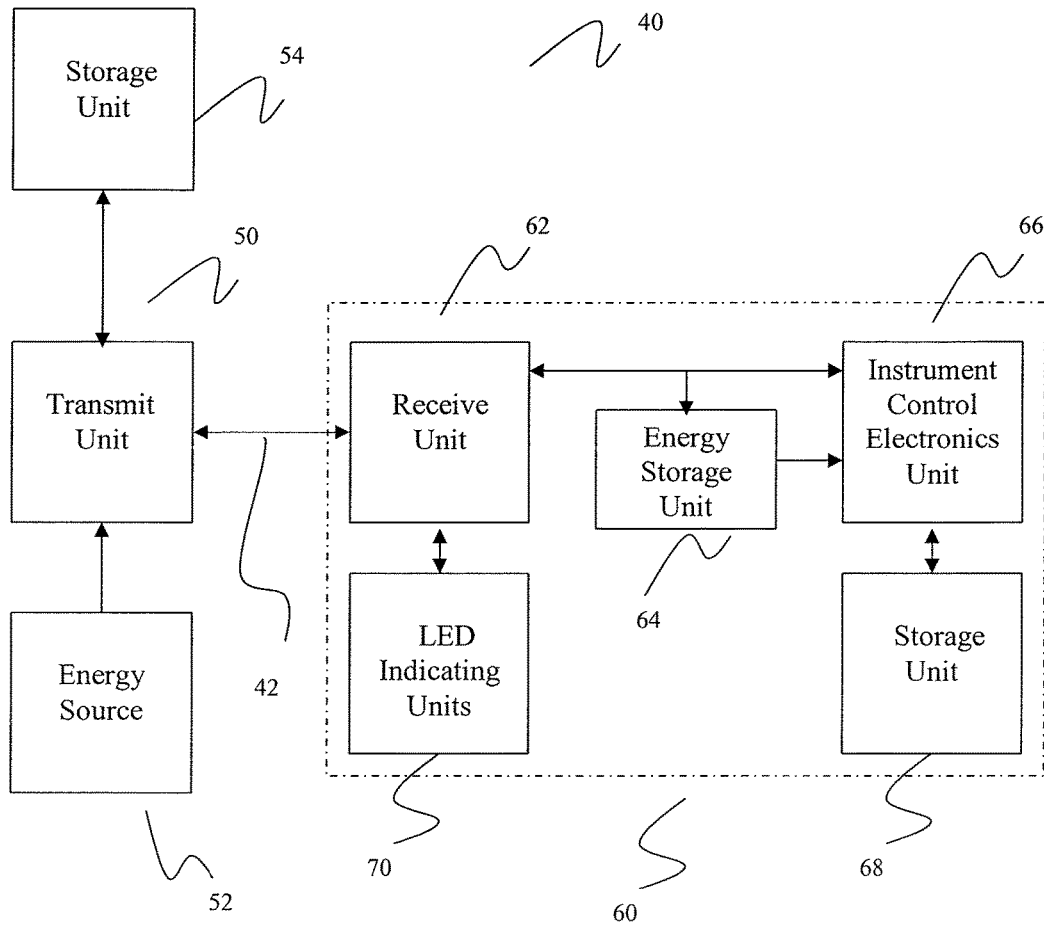 40
54
Storage
Unit
50
62
66
Transmit
Unit
Receive
Unit
Energy
Storage
Unit
Instrument
Control
Electronics
Unit
64
Energy
Source
42
LED
Indicating
Units
Storage
Unit
52
70
60
68